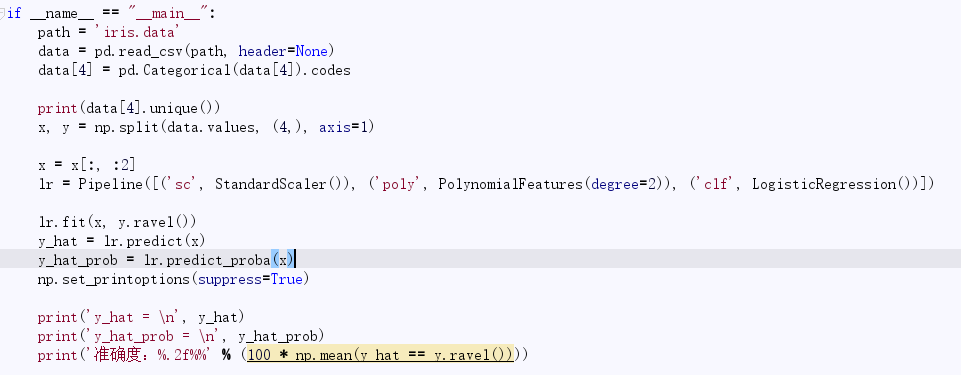 if __name__ == "__main__":
    path = 'iris.data'
    data = pd.read_csv(path, header=None)
    data[4] = pd.Categorical(data[4]).codes
    print(data[4].unique())
    x, y = np.split(data.values, (4,), axis=1)
    x = x[:, :2]
    lr = Pipeline([('sc', StandardScaler()), ('poly', PolynomialFeatures(degree=2)), ('clf', LogisticRegression())])
    lr.fit(x, y.ravel())
    y_hat = lr.predict(x)
    y_hat_prob = lr.predict_proba(x)
    np.set_printoptions(suppress=True)
    print('y_hat = \n', y_hat)
    print('y_hat_prob = \n', y_hat_prob)
    print('准确度：%.2f%%' % (100 * np.mean(y_hat == y.ravel())))